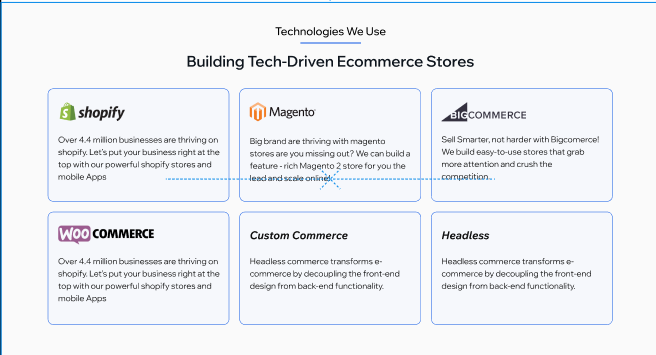 Technologies We Use
Building Tech-Driven Ecommerce Stores
shopify
Over 4.4 million businesses are thriving on
shopify. Let's put your business right at the
top with our powerful shopify stores and
mobile Apps
Magento
Big brand are thriving with magento
stores are you missing out? We can build a
feature - rich Magento 2 store for you the
lead and scale online!
BIGCOMMERCE
Sell Smarter, not harder with Bigcomerce!
We build easy-to-use stores that grab
more attention and crush the
competition.
WOO COMMERCE
Over 4.4 million businesses are thriving on
shopify. Let's put your business right at the
top with our powerful shopify stores and
mobile Apps
Custom Commerce
Headless commerce transforms e-
commerce by decoupling the front-end
design from back-end functionality.
Headless
Headless commerce transforms e-
commerce by decoupling the front-end
design from back-end functionality.